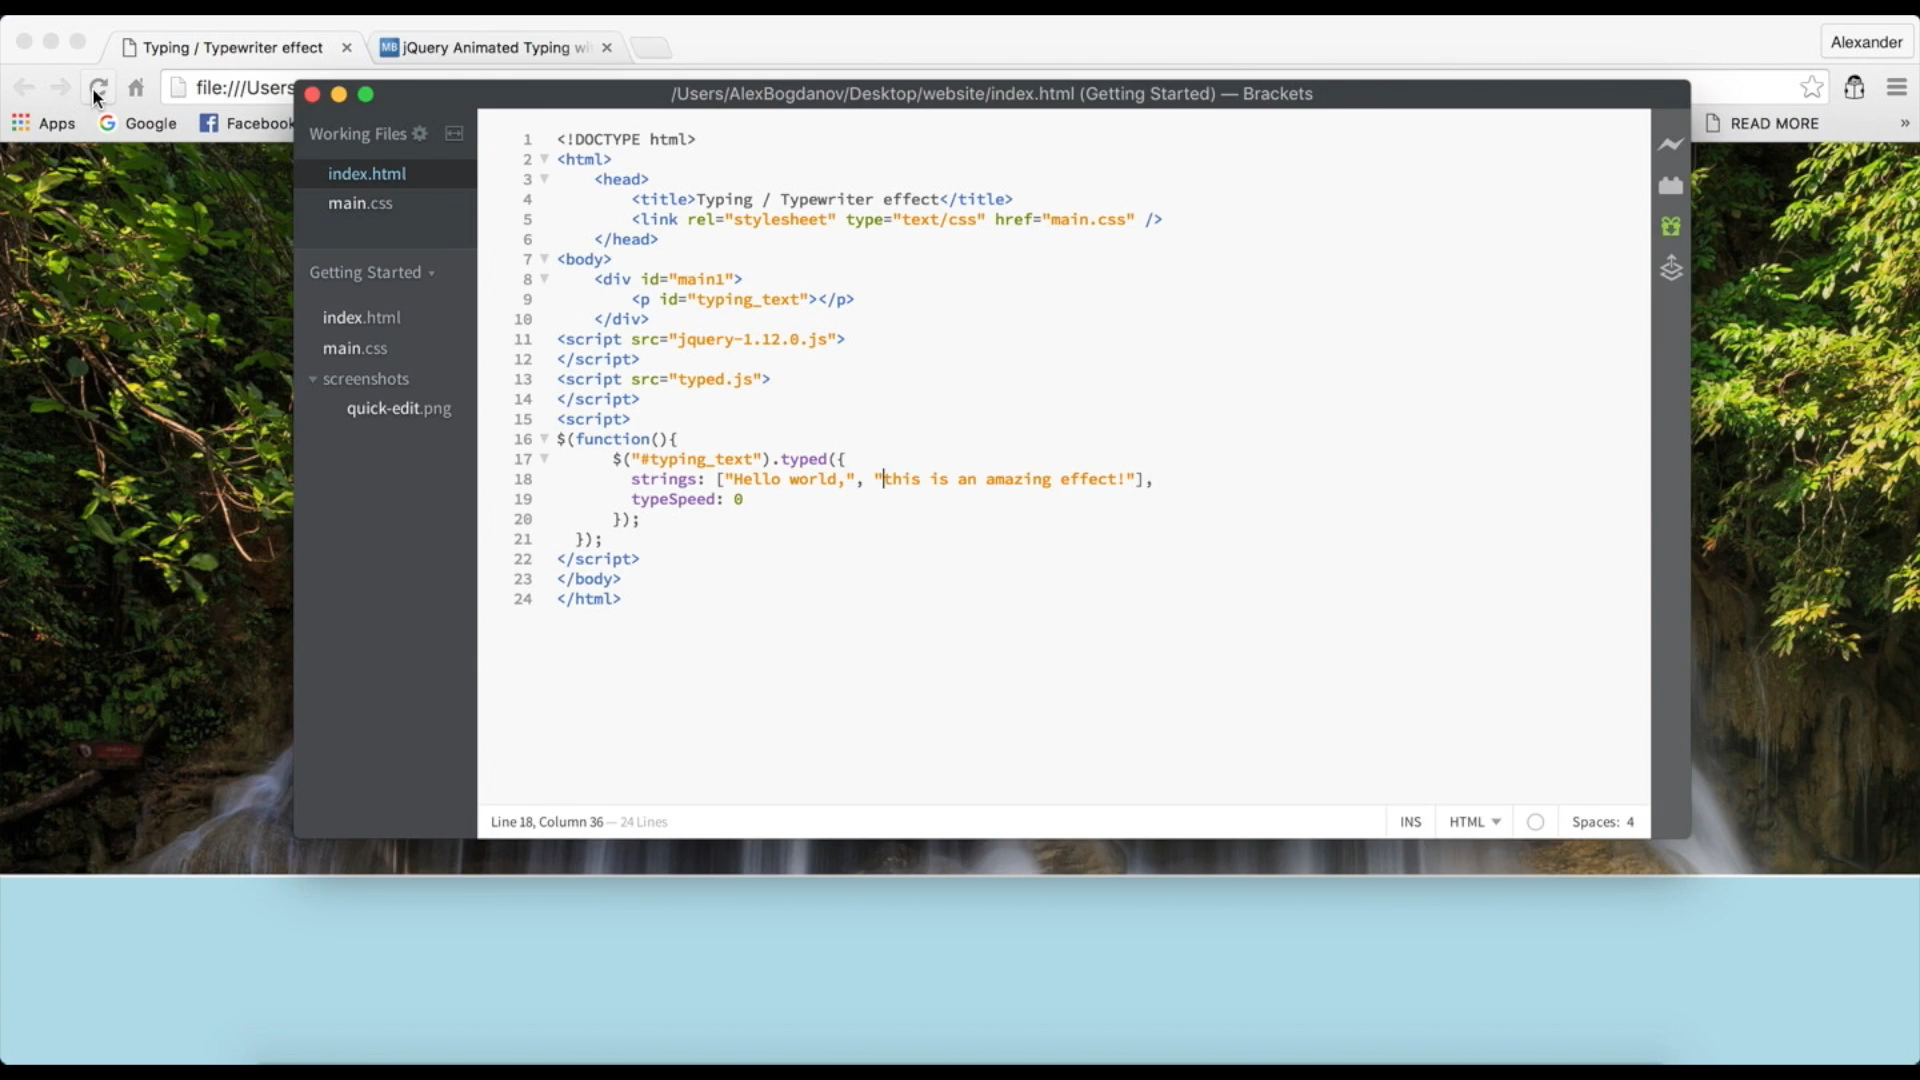 Typing / Typewriter effect
jQuery Animated Typing wi
Alexander
file:///Users
/Users/AlexBogdanov/Desktop/website/index.html (Getting Started) — Brackets
Apps
Google
Facebook
READ MORE
»
Working Files
index.html
main.css
Getting Started
index.html
main.css
screenshots
quick-edit.png
1 <!DOCTYPE html>
2 <html>
3 <head>
4 <title>Typing / Typewriter effect</title>
5 <link rel="stylesheet" type="text/css" href="main.css" />
6 </head>
7 <body>
8 <div id="main1">
9 <p id="typing_text"></p>
10 </div>
11 <script src="jquery-1.12.0.js">
12 </script>
13 <script src="typed.js">
14 </script>
15 <script>
16 $(function(){
17 $("#typing_text").typed({
18 strings: ["Hello world,", "this is an amazing effect!"],
19 typeSpeed: 0
20 });
21 });
22 </script>
23 </body>
24 </html>
Line 18, Column 36 — 24 Lines
INS
HTML
Spaces: 4